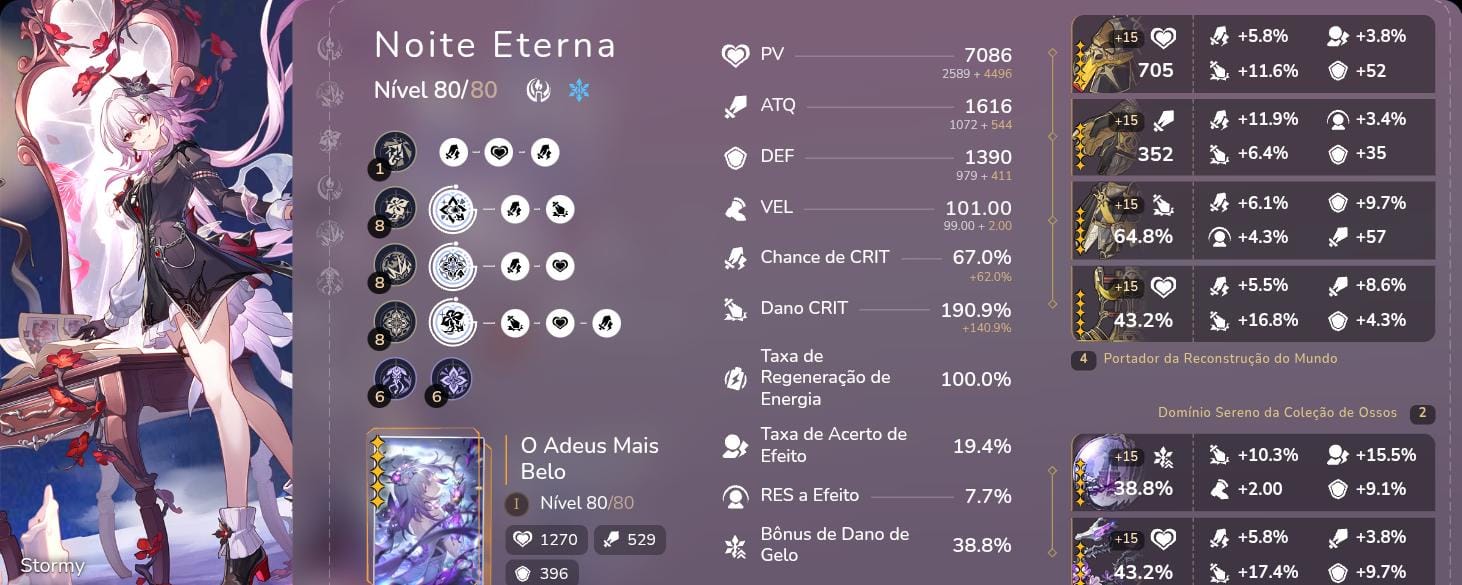 Noite Eterna
Nível 80/80
1
8
8
8
6
6
O Adeus Mais
Belo
I
Nível 80/80
1270
529
396
Stormy
PV
7086
2589 + 4496
ATQ
1616
1072 + 544
DEF
1390
979 + 411
VEL
101.00
99.00 + 2.00
Chance de CRIT
67.0%
+62.0%
Dano CRIT
190.9%
+140.9%
Taxa de
Regeneração de
Energia
100.0%
Taxa de Acerto de
Efeito
19.4%
RES a Efeito
7.7%
Bônus de Dano de
Gelo
38.8%
+15
705
+5.8%
+3.8%
+11.6%
+52
+15
352
+11.9%
+3.4%
+6.4%
+35
+15
64.8%
+6.1%
+9.7%
+4.3%
+57
+15
43.2%
+5.5%
+8.6%
+16.8%
+4.3%
4 Portador da Reconstrução do Mundo
Domínio Sereno da Coleção de Ossos 2
+15
38.8%
+10.3%
+15.5%
+2.00
+9.1%
+15
43.2%
+5.8%
+3.8%
+17.4%
+9.7%